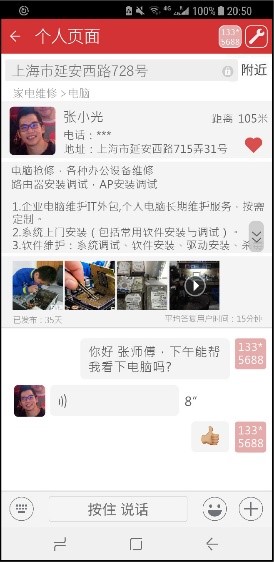 100% 20:50
个人页面
133*
5688
上海市延安西路728号
附近
家电维修 > 电脑
张小光
距离 105米
电话：***
地址：上海市延安西路715弄31号
电脑抢修，各种办公设备维修
路由器安装调试，AP安装调试
1.企业电脑维护IT外包,个人电脑长期维护服务，按需
定制。
2.系统上门安装（包括常用软件安装与调试）。
3.软件维护：系统调试、软件安装、驱动安装、杀
已发布：35天
平均答复用户时间：15分钟
你好 张师傅，下午能帮
我看下电脑吗?
133*
5688
8“
133*
5688
按住 说话